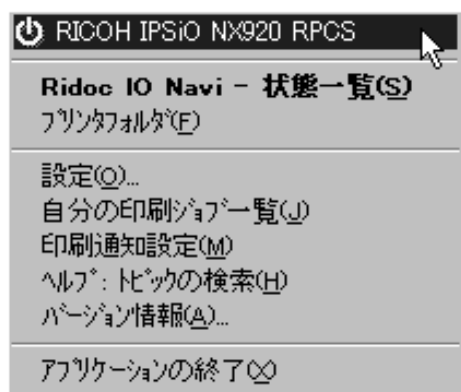 RICOH IPSiO NX920 RPCS
Ridoc IO Navi - 状態一覧(S)
ﾌﾟﾘﾝﾀﾌｫﾙﾀﾞ(F)
設定(O)...
自分の印刷ｼﾞｮﾌﾞ一覧(J)
印刷通知設定(M)
ﾍﾙﾌﾟ: ﾄﾋﾟｯｸの検索(H)
ﾊﾞｰｼﾞｮﾝ情報(A)...
ｱﾌﾟﾘｹｰｼｮﾝの終了(X)